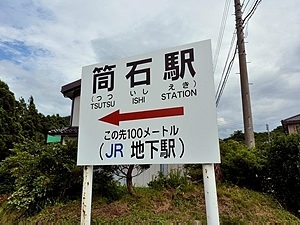 筒石駅
(つつ いし えき)
TSUTSU ISHI STATION
この先100メートル
(JR 地下駅)